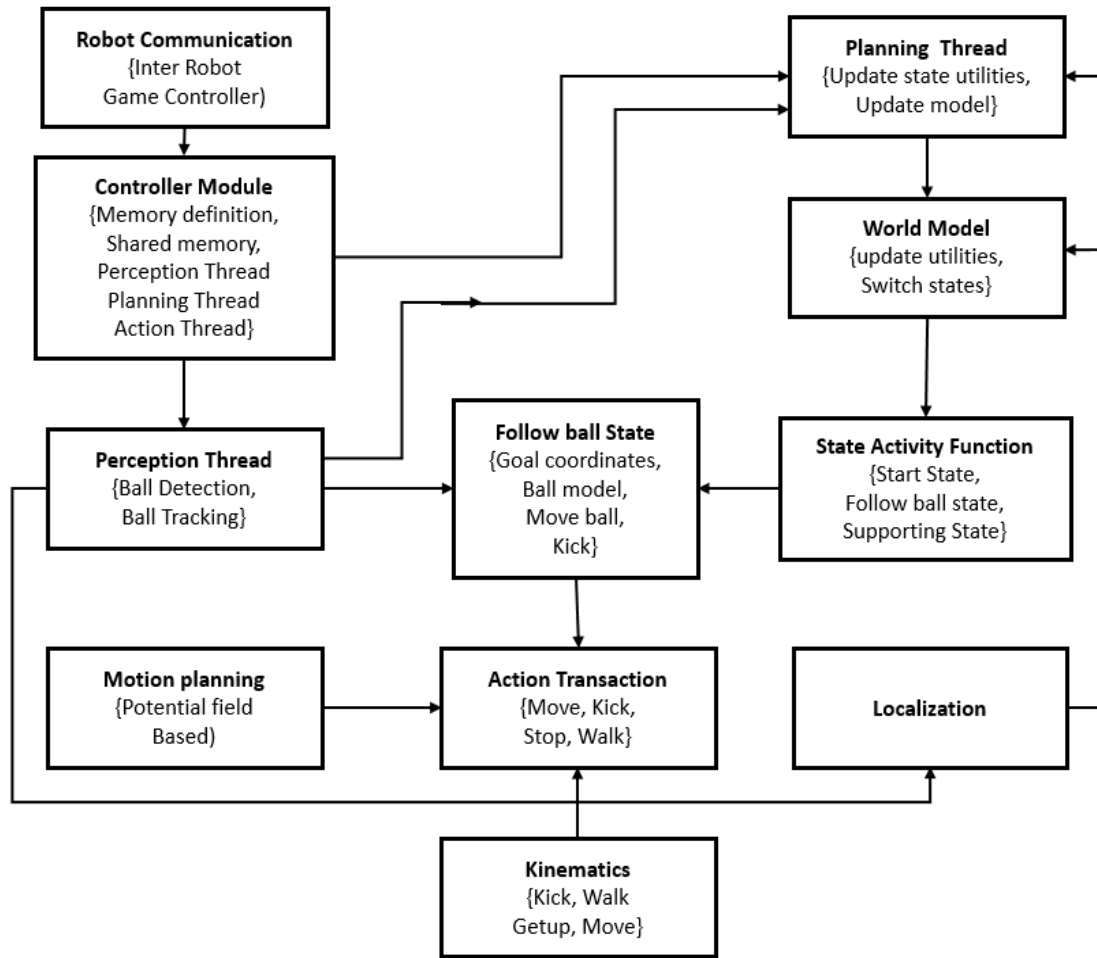 Robot Communication
{Inter Robot
Game Controller)
Controller Module
{Memory definition,
Shared memory,
Perception Thread
Planning Thread
Action Thread}
Perception Thread
{Ball Detection,
Ball Tracking}
Motion planning
{Potential field
Based)
Follow ball State
{Goal coordinates,
Ball model,
Move ball,
Kick}
Action Transaction
{Move, Kick,
Stop, Walk}
Kinematics
{Kick, Walk
Getup, Move}
Planning  Thread
{Update state utilities,
Update model}
World Model
{update utilities,
Switch states}
State Activity Function
{Start State,
Follow ball state,
Supporting State}
Localization